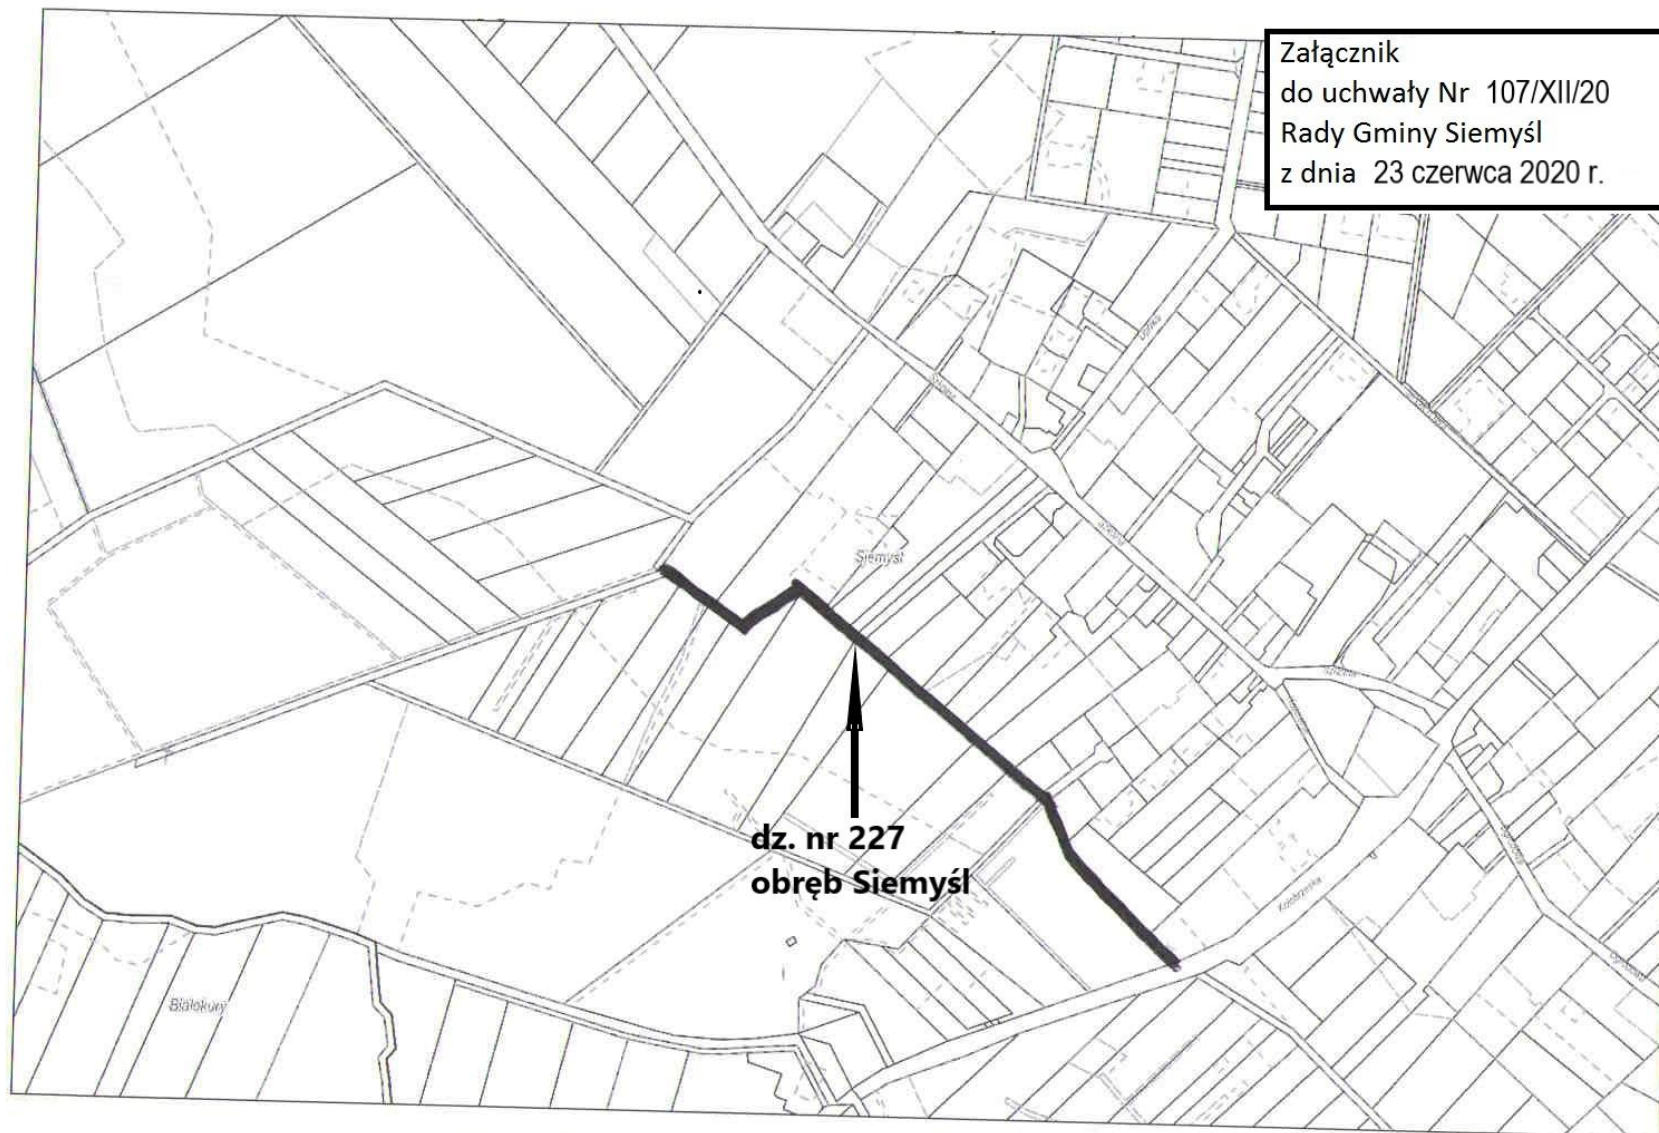 Załącznik
do uchwały Nr 107/XII/20
Rady Gminy Siemyśl
z dnia 23 czerwca 2020 r.
Siemysl
dz. nr 227
obręb Siemyśl
Kołobrzeska
Białokury